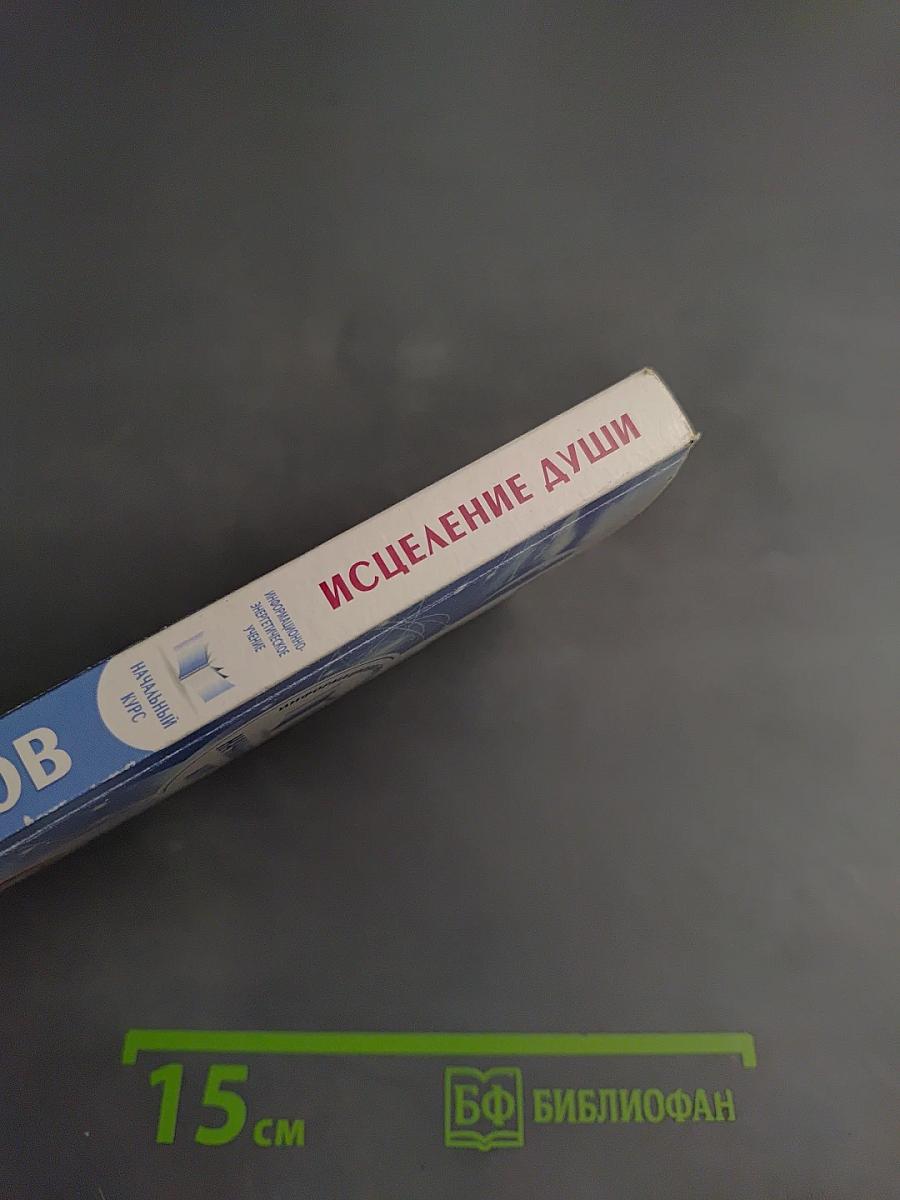 ИСЦЕЛЕНИЕ ДУШИ
ИНФОРМАЦИОННО-
ЭНЕРГЕТИЧЕСКОЕ
УЧЕНИЕ
НАЧАЛЬНЫЙ
КУРС
ОВ
15 см
БФ БИБЛИОФАН